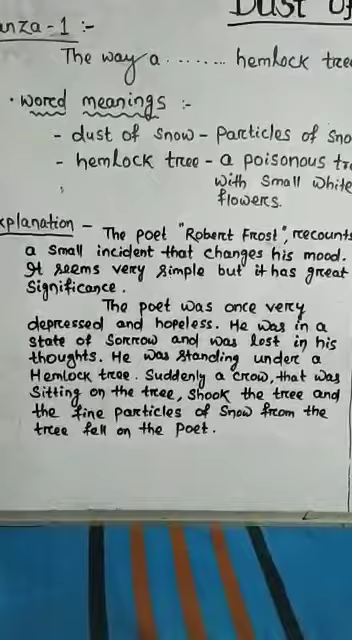 Dust of
anza-1 :-
The way a ........ hemlock tree
• word meanings :-
- dust of snow - particles of sno
- hemlock tree - a poisonous tre
with small white
flowers.
xplanation - The poet "Robert Frost", recounts
a small incident that changes his mood.
It seems very simple but it has great
significance.
The poet was once very
depressed and hopeless. He was in a
state of sorrow and was lost in his
thoughts. He was standing under a
Hemlock tree. Suddenly a crow, that was
sitting on the tree, shook the tree and
the fine particles of snow from the
tree fell on the poet.